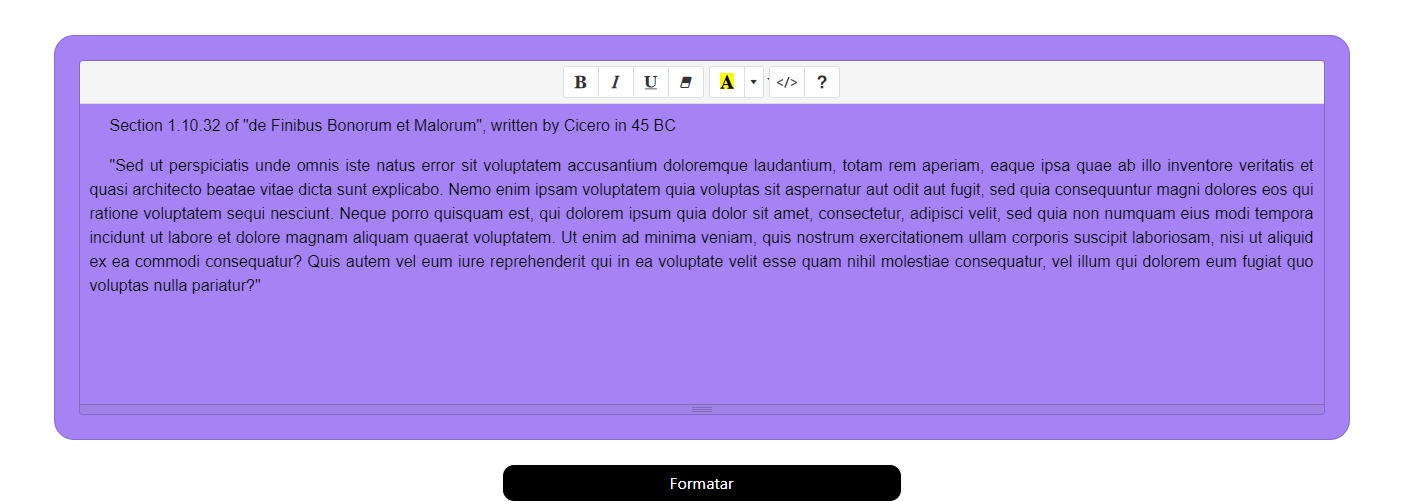 B I U A </> ?
Section 1.10.32 of "de Finibus Bonorum et Malorum", written by Cicero in 45 BC
"Sed ut perspiciatis unde omnis iste natus error sit voluptatem accusantium doloremque laudantium, totam rem aperiam, eaque ipsa quae ab illo inventore veritatis et
quasi architecto beatae vitae dicta sunt explicabo. Nemo enim ipsam voluptatem quia voluptas sit aspernatur aut odit aut fugit, sed quia consequuntur magni dolores eos qui
ratione voluptatem sequi nesciunt. Neque porro quisquam est, qui dolorem ipsum quia dolor sit amet, consectetur, adipisci velit, sed quia non numquam eius modi tempora
incidunt ut labore et dolore magnam aliquam quaerat voluptatem. Ut enim ad minima veniam, quis nostrum exercitationem ullam corporis suscipit laboriosam, nisi ut aliquid
ex ea commodi consequatur? Quis autem vel eum iure reprehenderit qui in ea voluptate velit esse quam nihil molestiae consequatur, vel illum qui dolorem eum fugiat quo
voluptas nulla pariatur?"
Formatar